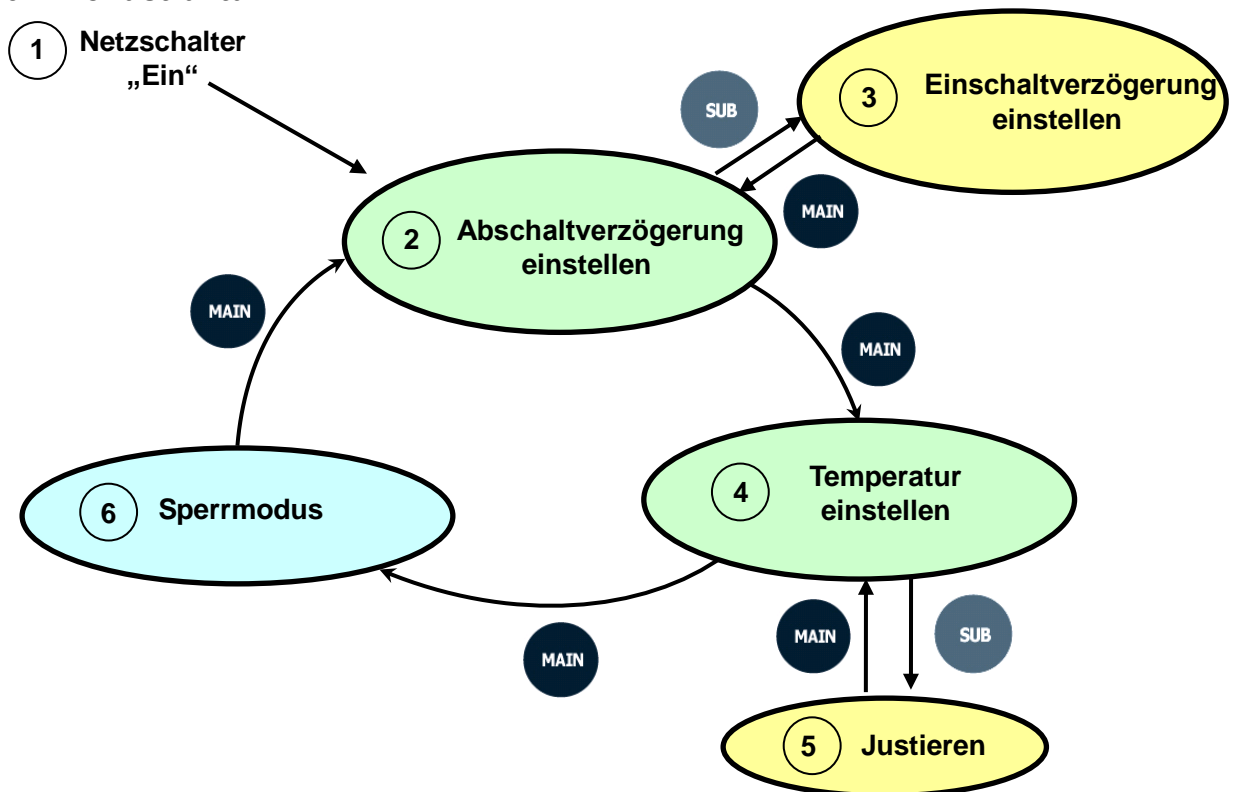 1
Netzschalter
„Ein“
SUB
3
Einschaltverzögerung
einstellen
MAIN
2
Abschaltverzögerung
einstellen
MAIN
MAIN
4
Temperatur
einstellen
6
Sperrmodus
MAIN
MAIN
SUB
5
Justieren